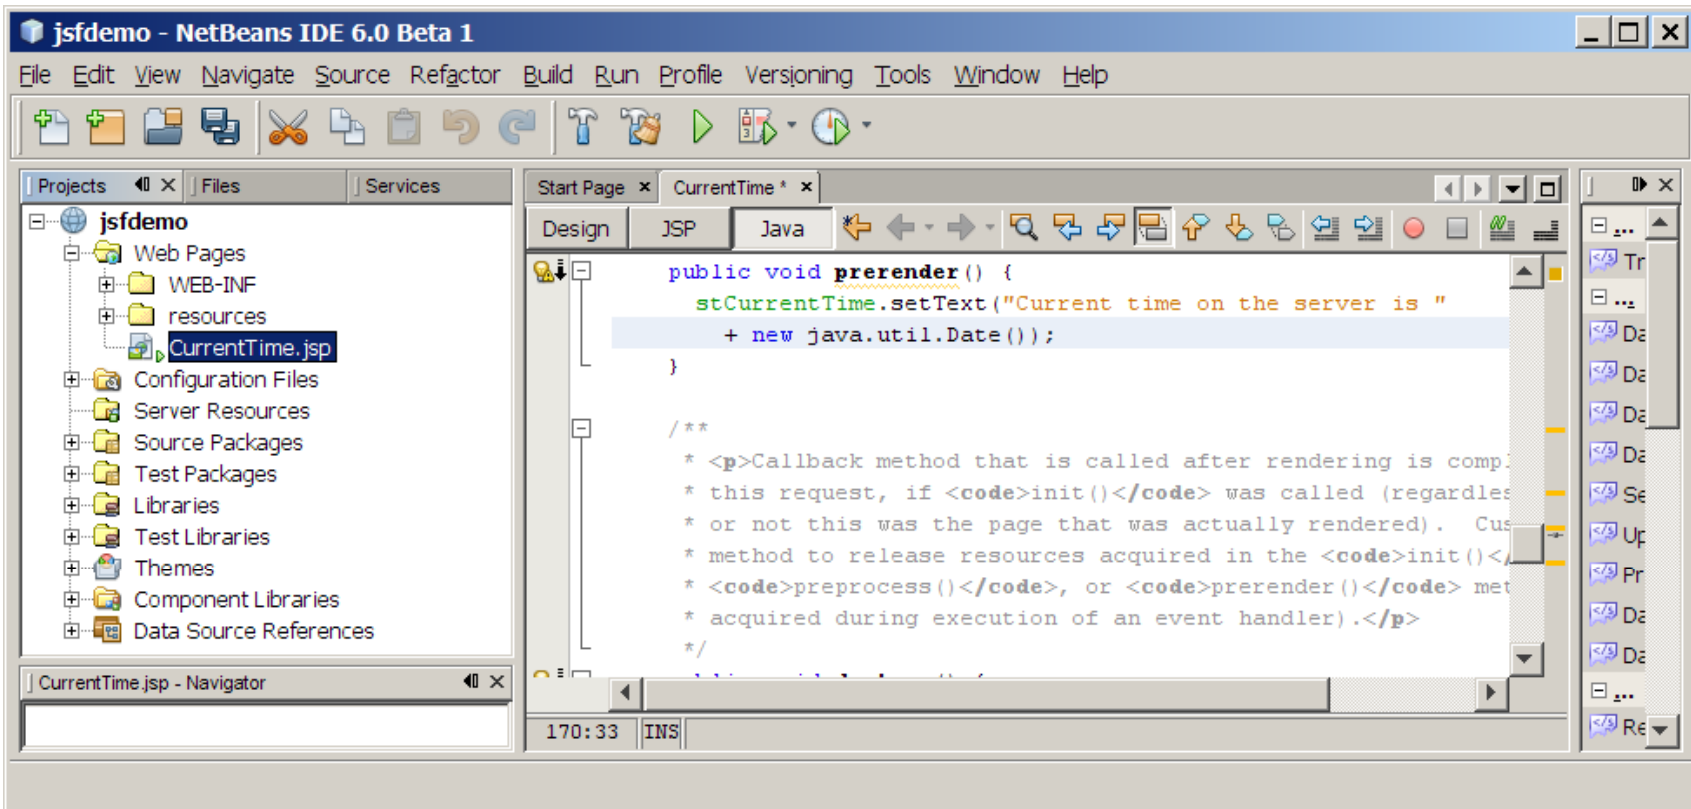 jsfdemo - NetBeans IDE 6.0 Beta 1
File Edit View Navigate Source Refactor Build Run Profile Versioning Tools Window Help
Projects Files Services
Start Page CurrentTime *
Design JSP Java
jsfdemo
Web Pages
WEB-INF
resources
CurrentTime.jsp
Configuration Files
Server Resources
Source Packages
Test Packages
Libraries
Test Libraries
Themes
Component Libraries
Data Source References
CurrentTime.jsp - Navigator
public void prerender() {
stCurrentTime.setText("Current time on the server is "
+ new java.util.Date());
}
/**
* <p>Callback method that is called after rendering is comp
* this request, if <code>init()</code> was called (regardles
* or not this was the page that was actually rendered). Cus
* method to release resources acquired in the <code>init()</
* <code>preprocess()</code>, or <code>prerender()</code> met
* acquired during execution of an event handler).</p>
*/
170:33 INS
...
Tr
...
Da
Da
Da
Da
Se
Up
Pr
Da
Da
...
Re